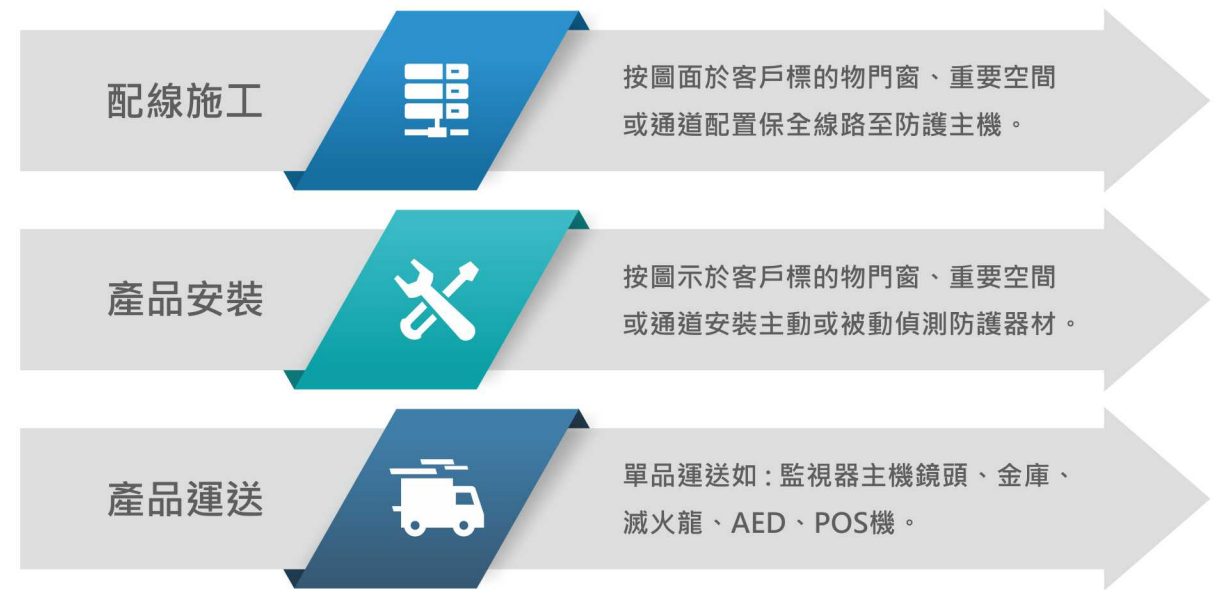 配線施工
按圖面於客戶標的物門窗、重要空間
或通道配置保全線路至防護主機。
產品安裝
按圖示於客戶標的物門窗、重要空間
或通道安裝主動或被動偵測防護器材。
產品運送
單品運送如:監視器主機鏡頭、金庫、
滅火龍、AED、POS機。